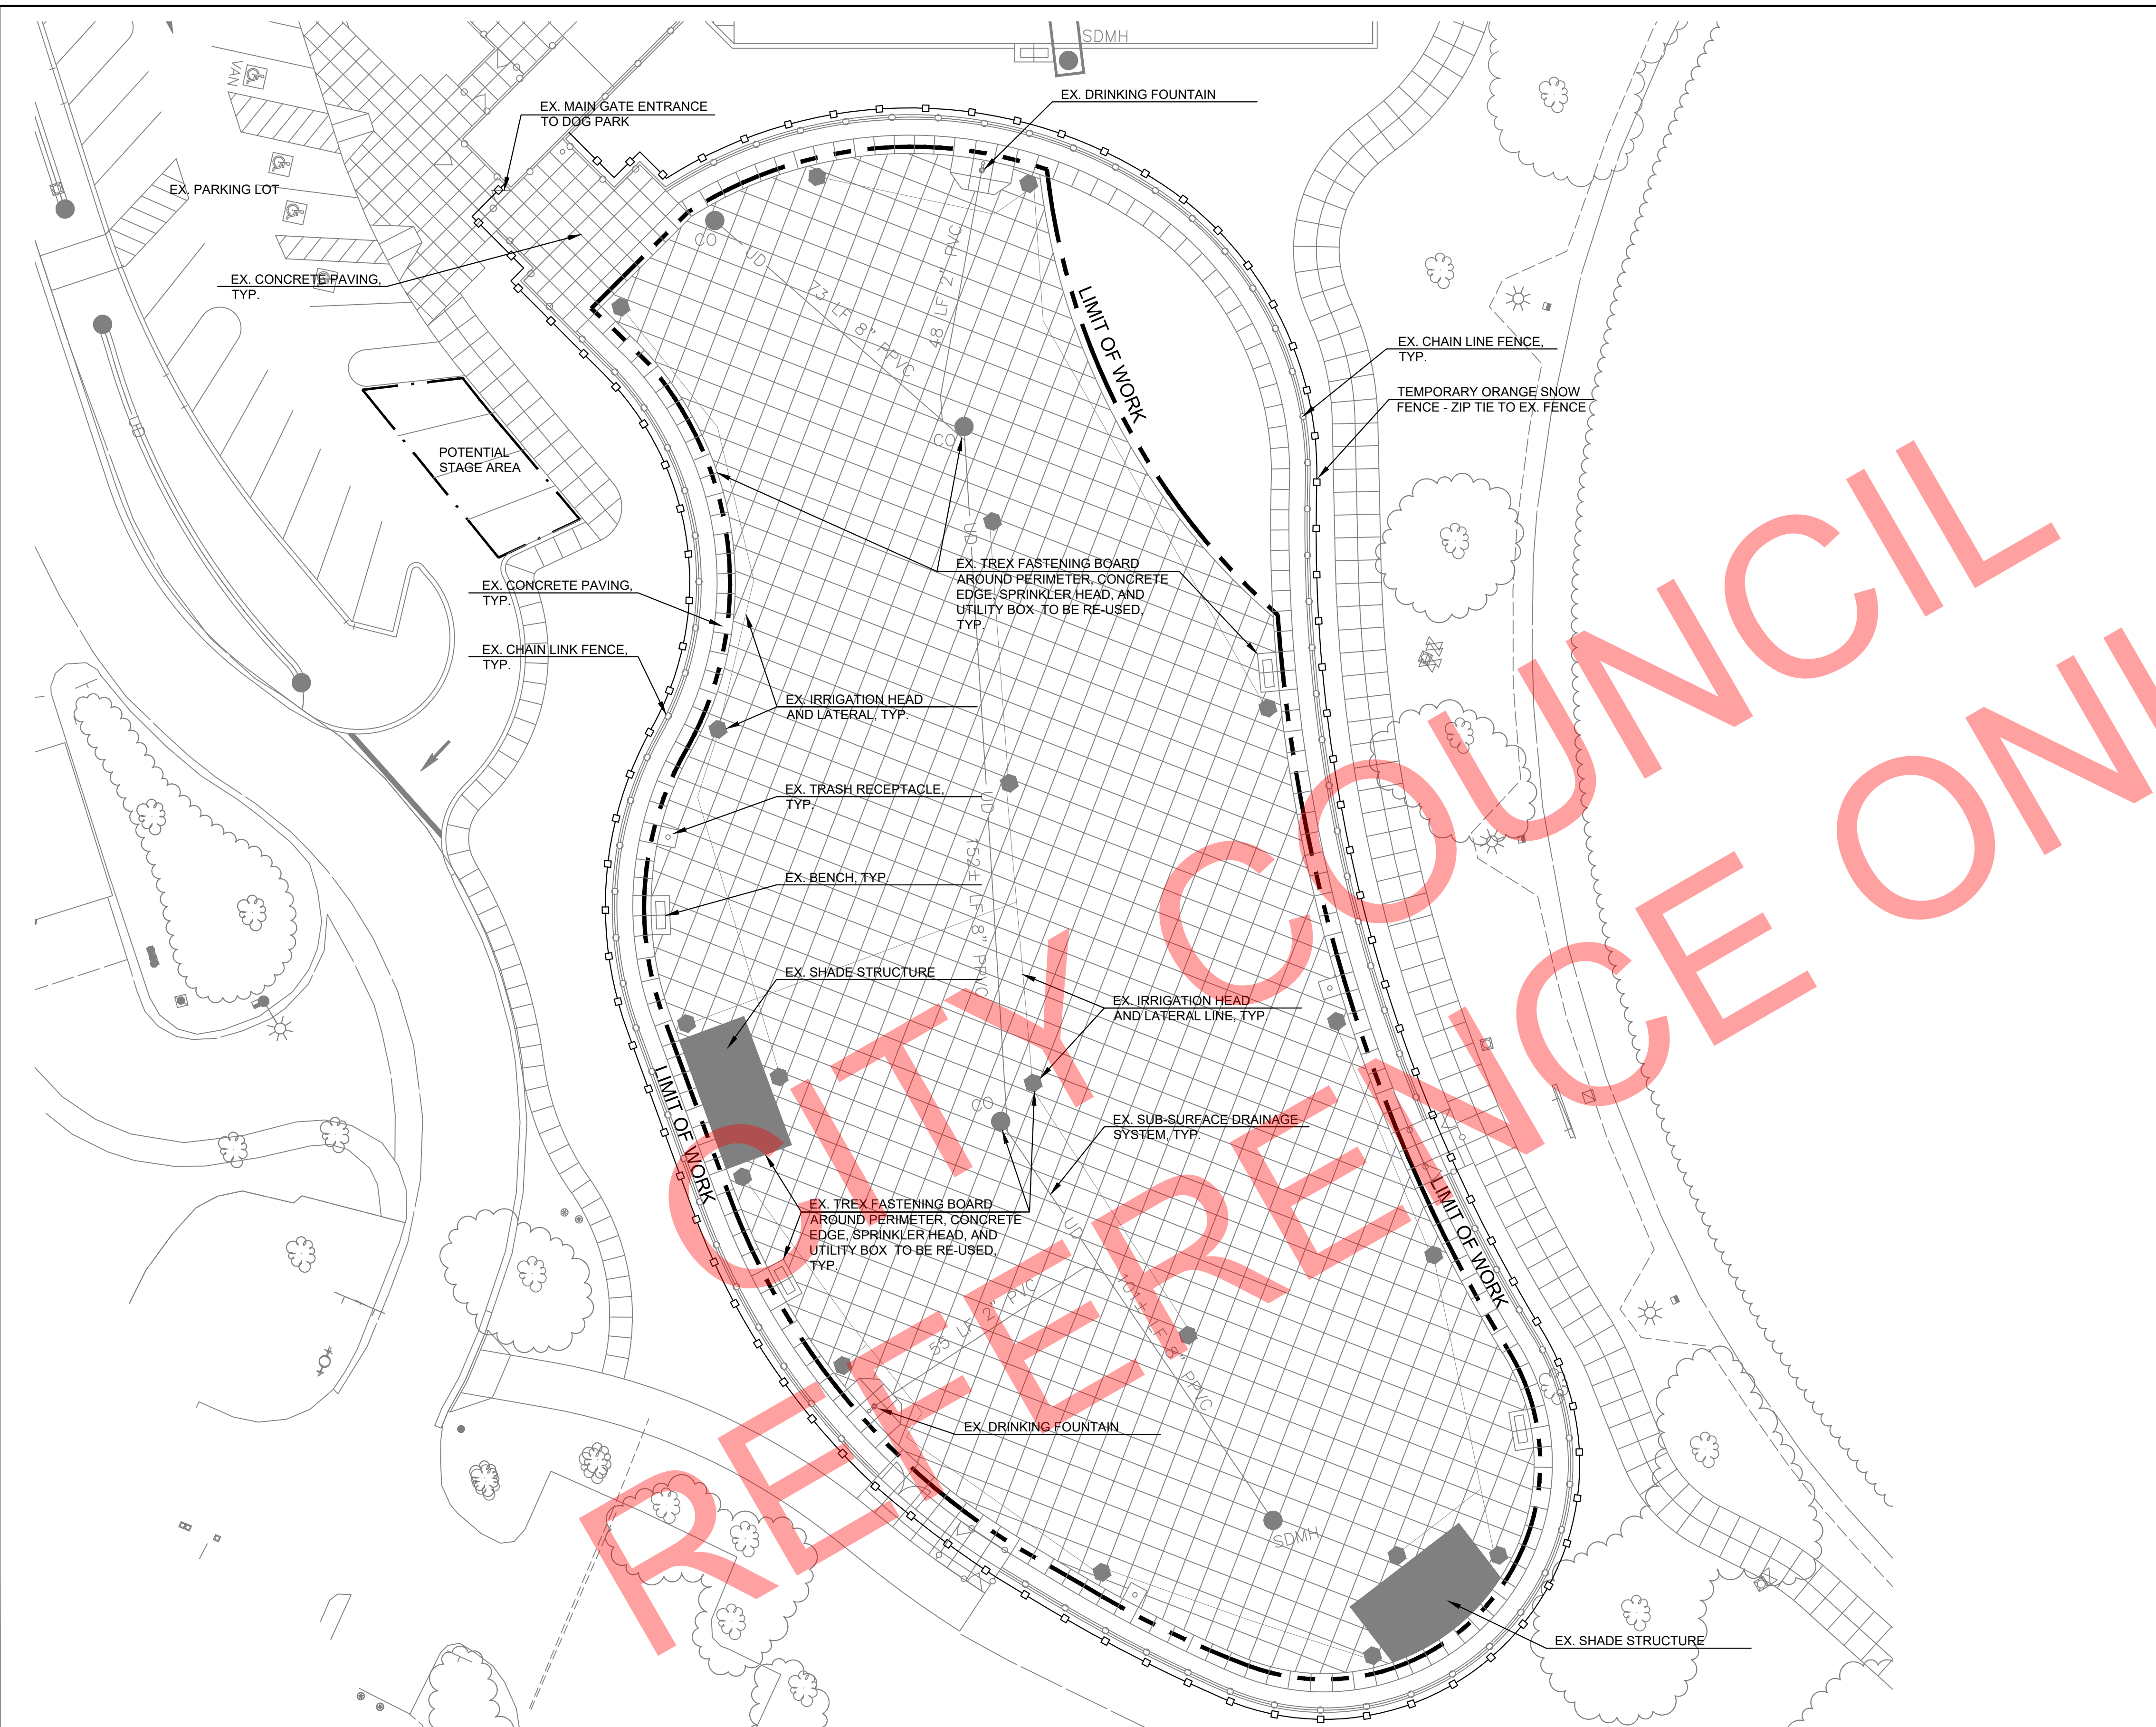 SDMH
VAN
EX. MAIN GATE ENTRANCE
TO DOG PARK
EX. DRINKING FOUNTAIN
EX. PARKING LOT
EX. CONCRETE PAVING,
TYP.
CO
UD
73 LF 8" PPVC
48 LF 2" PVC
CO
LIMIT OF WORK
EX. CHAIN LINE FENCE,
TYP.
TEMPORARY ORANGE SNOW
FENCE - ZIP TIE TO EX. FENCE
UD
POTENTIAL
STAGE AREA
UD
EX. TREX FASTENING BOARD
AROUND PERIMETER, CONCRETE
EDGE, SPRINKLER HEAD, AND
UTILITY BOX TO BE RE-USED,
TYP.
EX. CONCRETE PAVING,
TYP.
EX. CHAIN LINK FENCE,
TYP.
EX. IRRIGATION HEAD
AND LATERAL, TYP.
EX. TRASH RECEPTACLE,
TYP.
UD
152± LF 8" PPVC
EX. BENCH, TYP.
EX. SHADE STRUCTURE
EX. IRRIGATION HEAD
AND LATERAL LINE, TYP.
LIMIT OF WORK
CO
EX. SUB-SURFACE DRAINAGE
SYSTEM, TYP.
EX. TREX FASTENING BOARD
AROUND PERIMETER, CONCRETE
EDGE, SPRINKLER HEAD, AND
UTILITY BOX TO BE RE-USED,
TYP.
UD
LIMIT OF WORK
55 LF 2" PVC
101± LF 8" PPVC
EX. DRINKING FOUNTAIN
SDMH
EX. SHADE STRUCTURE
CITY COUNCIL
REFERENCE ONL